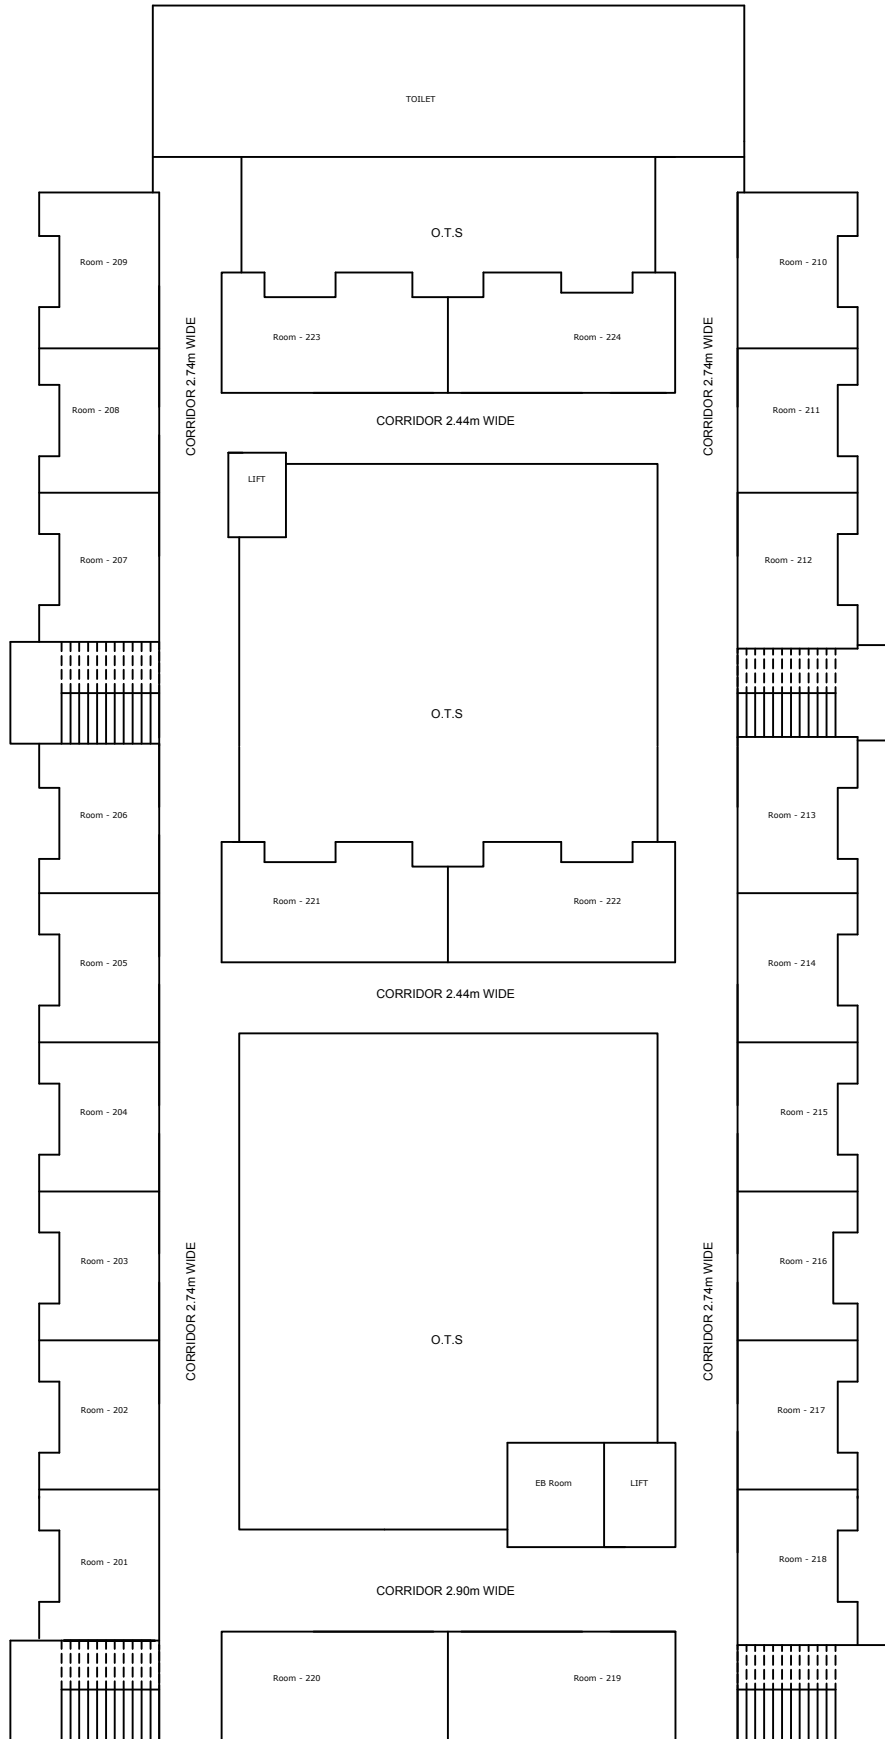 TOILET
O.T.S
Room - 209
Room - 210
Room - 223
Room - 224
CORRIDOR 2.74m WIDE
CORRIDOR 2.74m WIDE
Room - 208
Room - 211
CORRIDOR 2.44m WIDE
LIFT
Room - 207
Room - 212
O.T.S
Room - 206
Room - 213
Room - 221
Room - 222
Room - 205
Room - 214
CORRIDOR 2.44m WIDE
Room - 204
Room - 215
Room - 203
Room - 216
CORRIDOR 2.74m WIDE
CORRIDOR 2.74m WIDE
O.T.S
Room - 202
Room - 217
EB Room
LIFT
Room - 201
Room - 218
CORRIDOR 2.90m WIDE
Room - 220
Room - 219